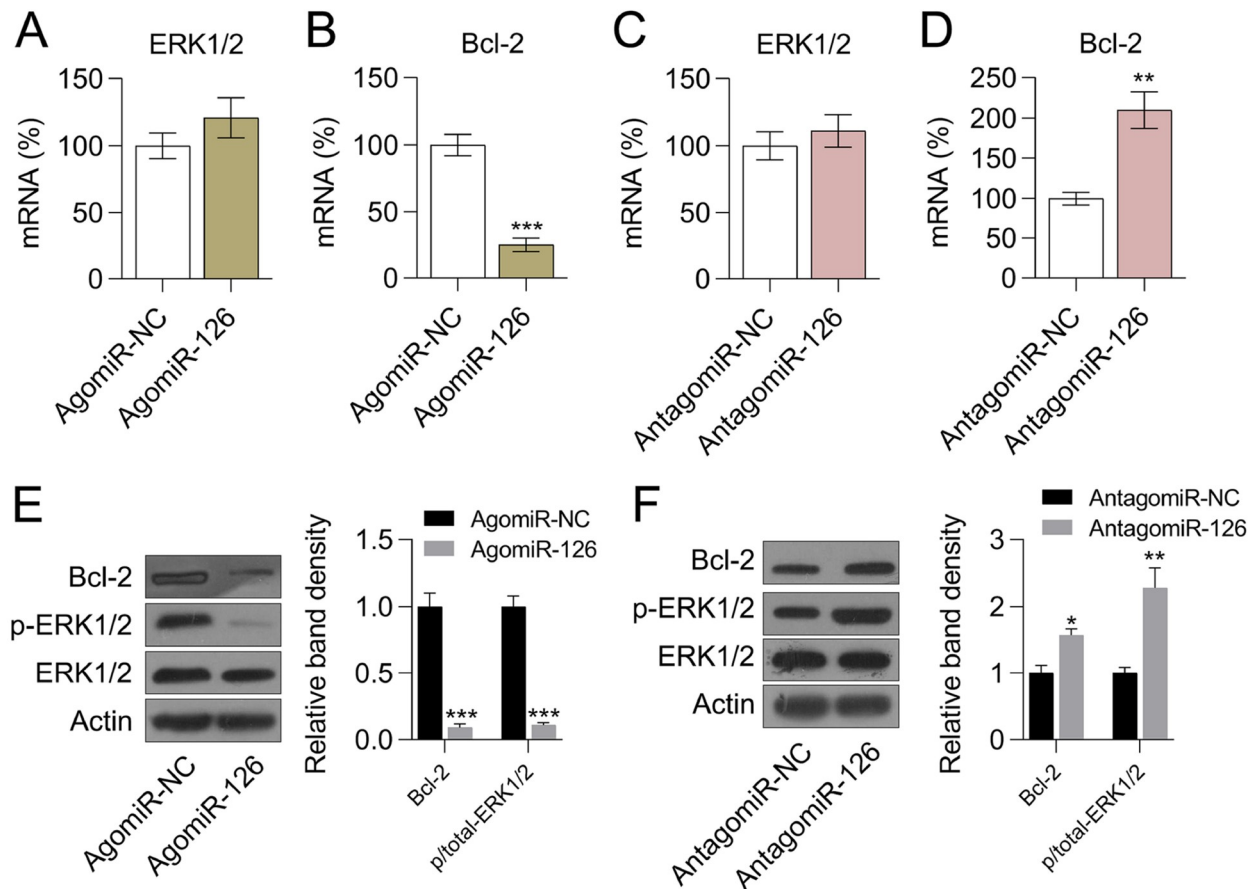 A
ERK1/2
mRNA (%)
150
100
50
0
AgomiR-NC
AgomiR-126
B
Bcl-2
mRNA (%)
150
100
50
0
***
AgomiR-NC
AgomiR-126
C
ERK1/2
mRNA (%)
150
100
50
0
AntagomiR-NC
AntagomiR-126
D
Bcl-2
mRNA (%)
250
200
150
100
50
0
**
AntagomiR-NC
AntagomiR-126
E
Bcl-2
p-ERK1/2
ERK1/2
Actin
AgomiR-NC
AgomiR-126
AgomiR-NC
AgomiR-126
Relative band density
1.5
1.0
0.5
0.0
***
***
Bcl-2
p/total-ERK1/2
F
Bcl-2
p-ERK1/2
ERK1/2
Actin
AntagomiR-NC
AntagomiR-126
AntagomiR-NC
AntagomiR-126
Relative band density
3
2
1
0
*
**
Bcl-2
p/total-ERK1/2